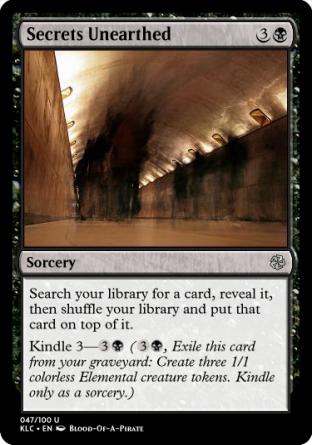 Secrets Unearthed 3
Sorcery
Search your library for a card, reveal it,
then shuffle your library and put that
card on top of it.
Kindle 3—3 ( 3 , Exile this card
from your graveyard: Create three 1/1
colorless Elemental creature tokens. Kindle
only as a sorcery.)
047/100 U
KLC • EN Blood-Of-A-Pirate